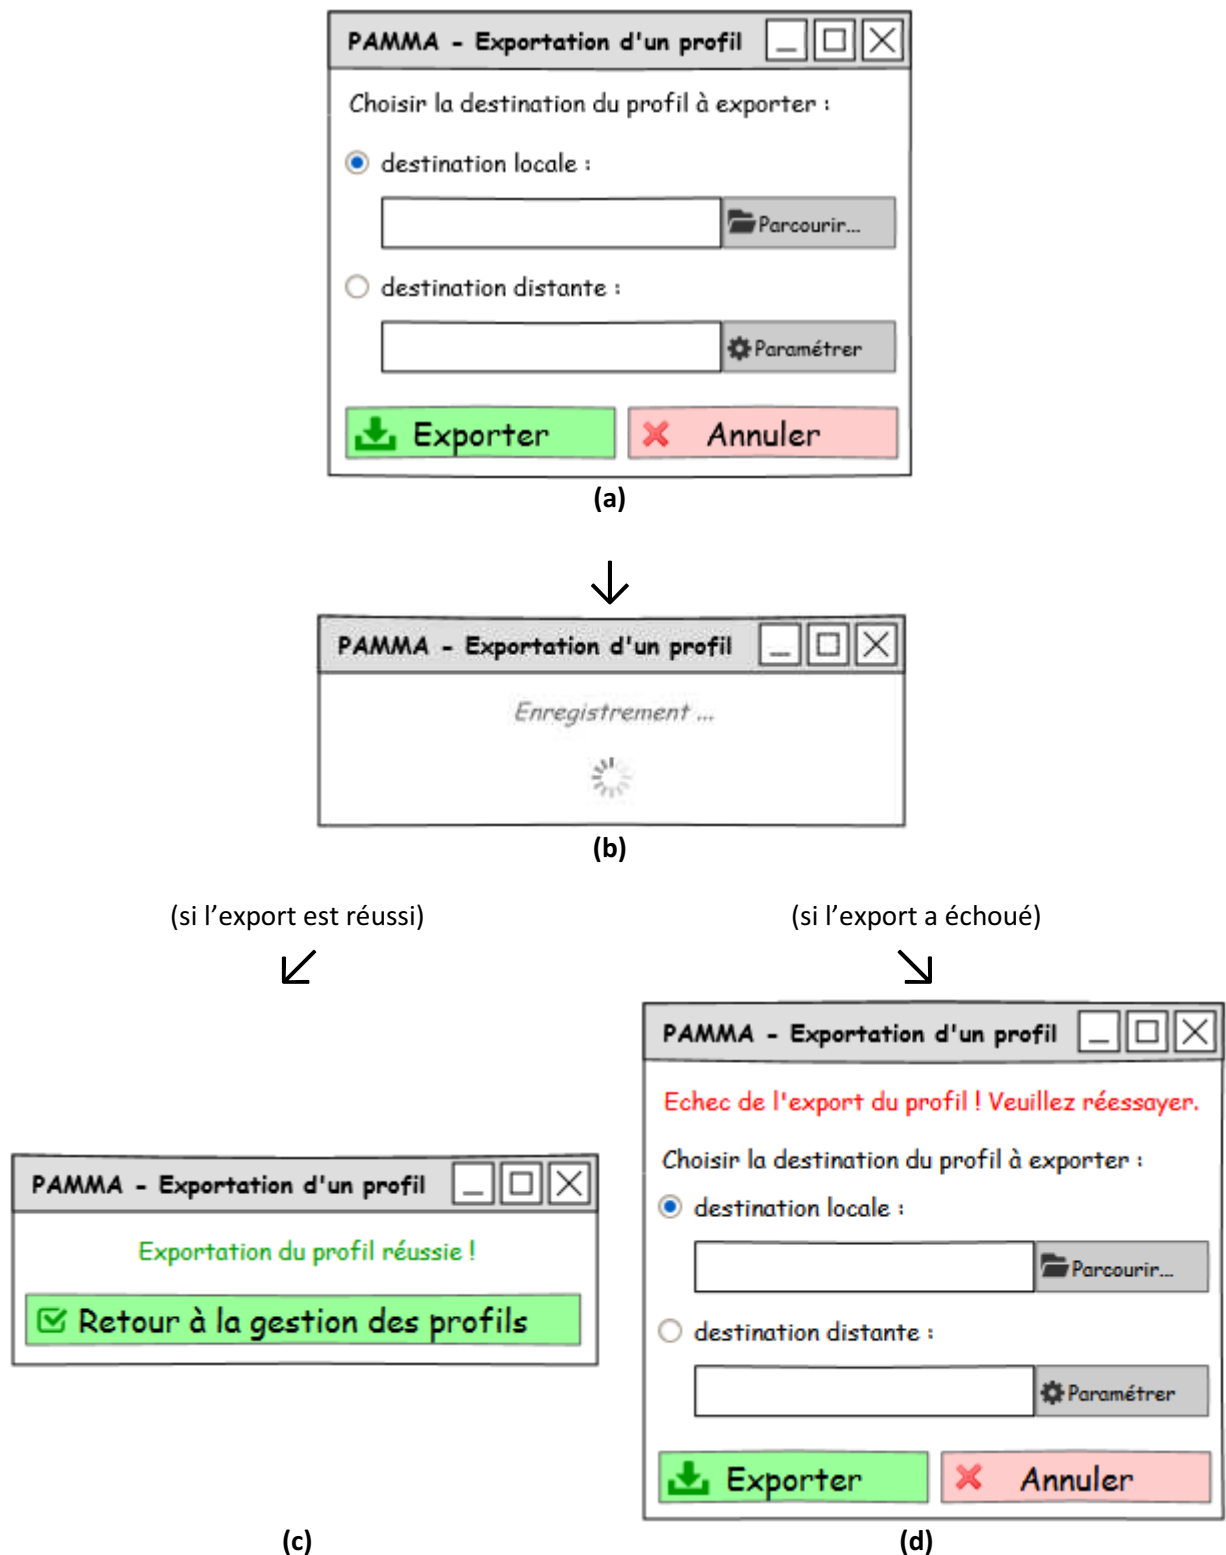 PAMMA - Exportation d'un profil
Choisir la destination du profil à exporter :
destination locale :
Parcourir...
destination distante :
Paramétrer
Exporter
Annuler
(a)
PAMMA - Exportation d'un profil
Enregistrement ...
(b)
(si l'export est réussi)
(si l'export a échoué)
PAMMA - Exportation d'un profil
Exportation du profil réussie !
Retour à la gestion des profils
(c)
PAMMA - Exportation d'un profil
Echec de l'export du profil ! Veuillez réessayer.
Choisir la destination du profil à exporter :
destination locale :
Parcourir...
destination distante :
Paramétrer
Exporter
Annuler
(d)